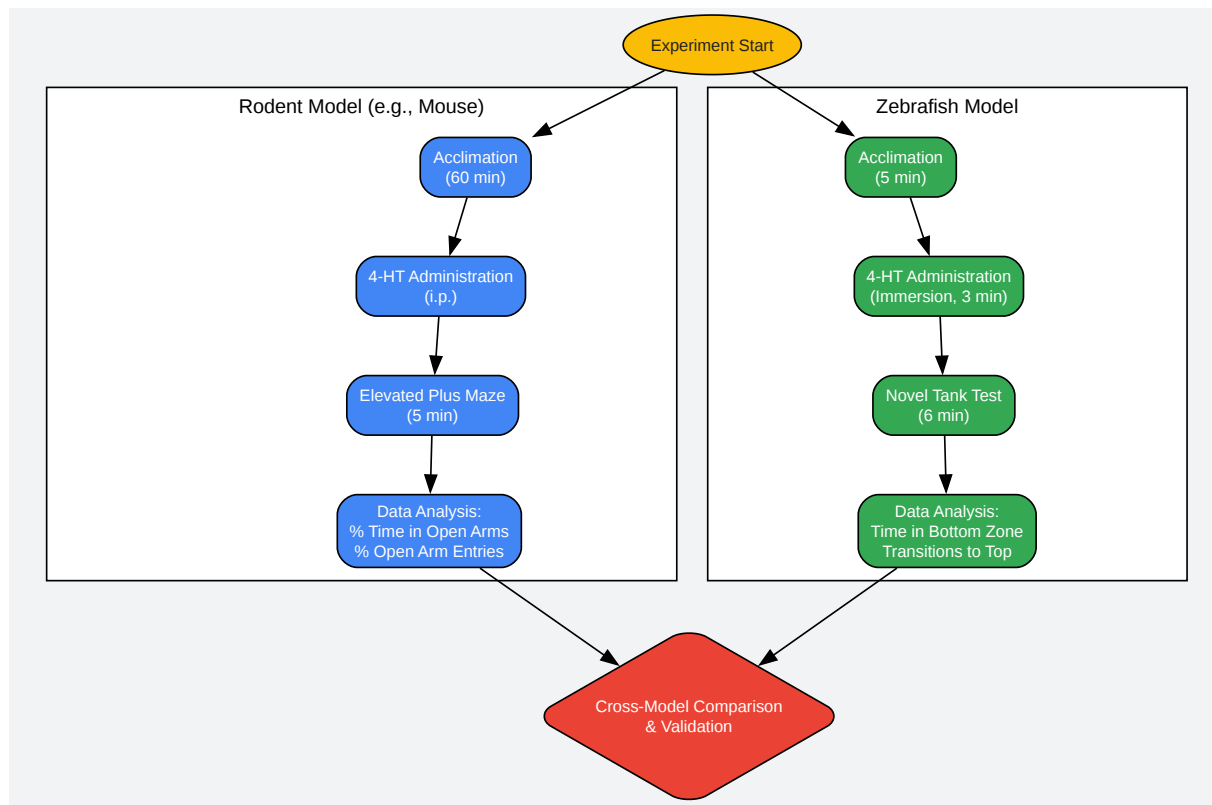 Experiment Start
Rodent Model (e.g., Mouse)
Acclimation
(60 min)
4-HT Administration
(i.p.)
Elevated Plus Maze
(5 min)
Data Analysis:
% Time in Open Arms
% Open Arm Entries
Zebrafish Model
Acclimation
(5 min)
4-HT Administration
(Immersion, 3 min)
Novel Tank Test
(6 min)
Data Analysis:
Time in Bottom Zone
Transitions to Top
Cross-Model Comparison
& Validation